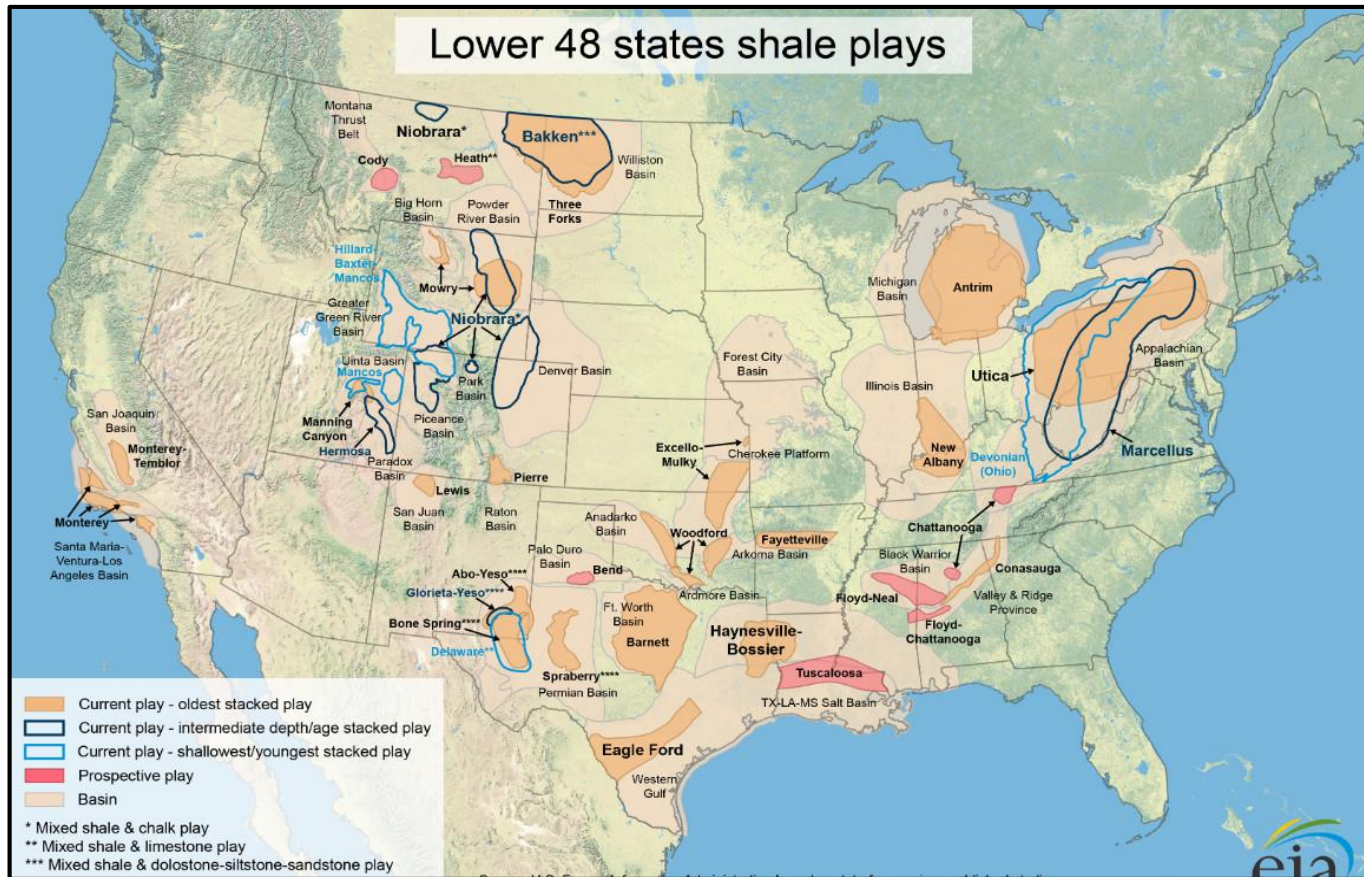 Lower 48 states shale plays
Montana
Thrust
Belt
Niobrara*
Bakken***
Cody
Heath**
Williston
Basin
Big Horn
Basin
Powder
River Basin
Three
Forks
Hillard-
Baxter-
Mancos
Mowry
Greater
Green River
Basin
Niobrara*
Uinta Basin
Mancos
Park
Basin
Denver Basin
Manning
Canyon
Piceance
Basin
Hermosa
Paradox
Basin
San Joaquin
Basin
Monterey-
Temblor
Monterey
Santa Maria-
Ventura-Los
Angeles Basin
Lewis
San Juan
Basin
Pierre
Raton
Basin
Forest City
Basin
Excello-
Mulky
Cherokee Platform
Anadarko
Basin
Woodford
Fayetteville
Arkoma Basin
Palo Duro
Basin
Bend
Ardmore Basin
Abo-Yeso****
Glorieta-Yeso****
Bone Spring****
Delaware**
Ft. Worth
Basin
Barnett
Spraberry****
Permian Basin
Haynesville-
Bossier
Tuscaloosa
TX-LA-MS Salt Basin
Eagle Ford
Western
Gulf
Michigan
Basin
Antrim
Illinois Basin
New
Albany
Utica
Appalachian
Basin
Marcellus
Devonian
(Ohio)
Chattanooga
Black Warrior
Basin
Conasauga
Floyd-Neal
Valley & Ridge
Province
Floyd-
Chattanooga
Current play - oldest stacked play
Current play - intermediate depth/age stacked play
Current play - shallowest/youngest stacked play
Prospective play
Basin
* Mixed shale & chalk play
** Mixed shale & limestone play
*** Mixed shale & dolostone-siltstone-sandstone play
eia